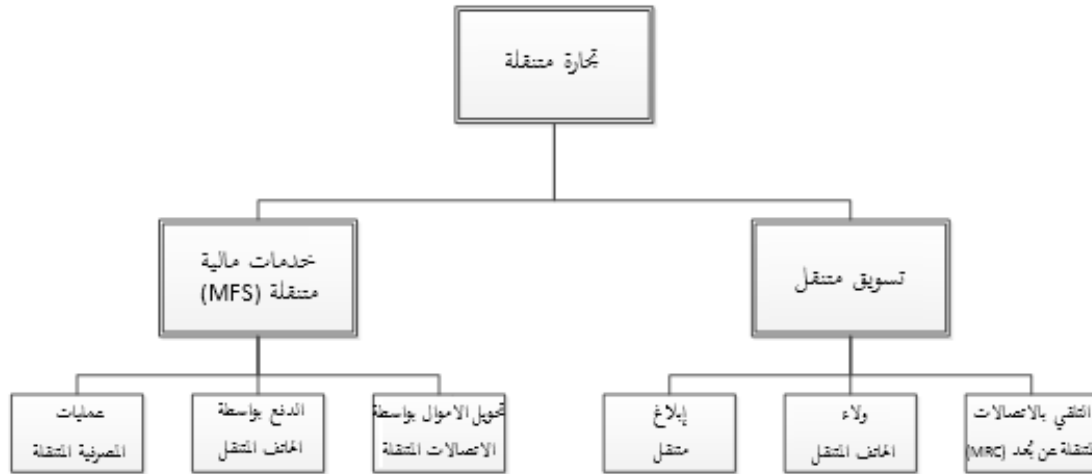 تجارة متنقلة
تسويق متنقل
خدمات مالية
متنقلة (MFS)
التلقي بالاتصالات
المتنقلة عن بُعد (MRC)
ولاء
الهاتف المتنقل
إبلاغ
متنقل
تحويل الاموال بواسطة
الاتصالات المتنقلة
الدفع بواسطة
الهاتف المتنقل
عمليات
المصرفية المتنقلة